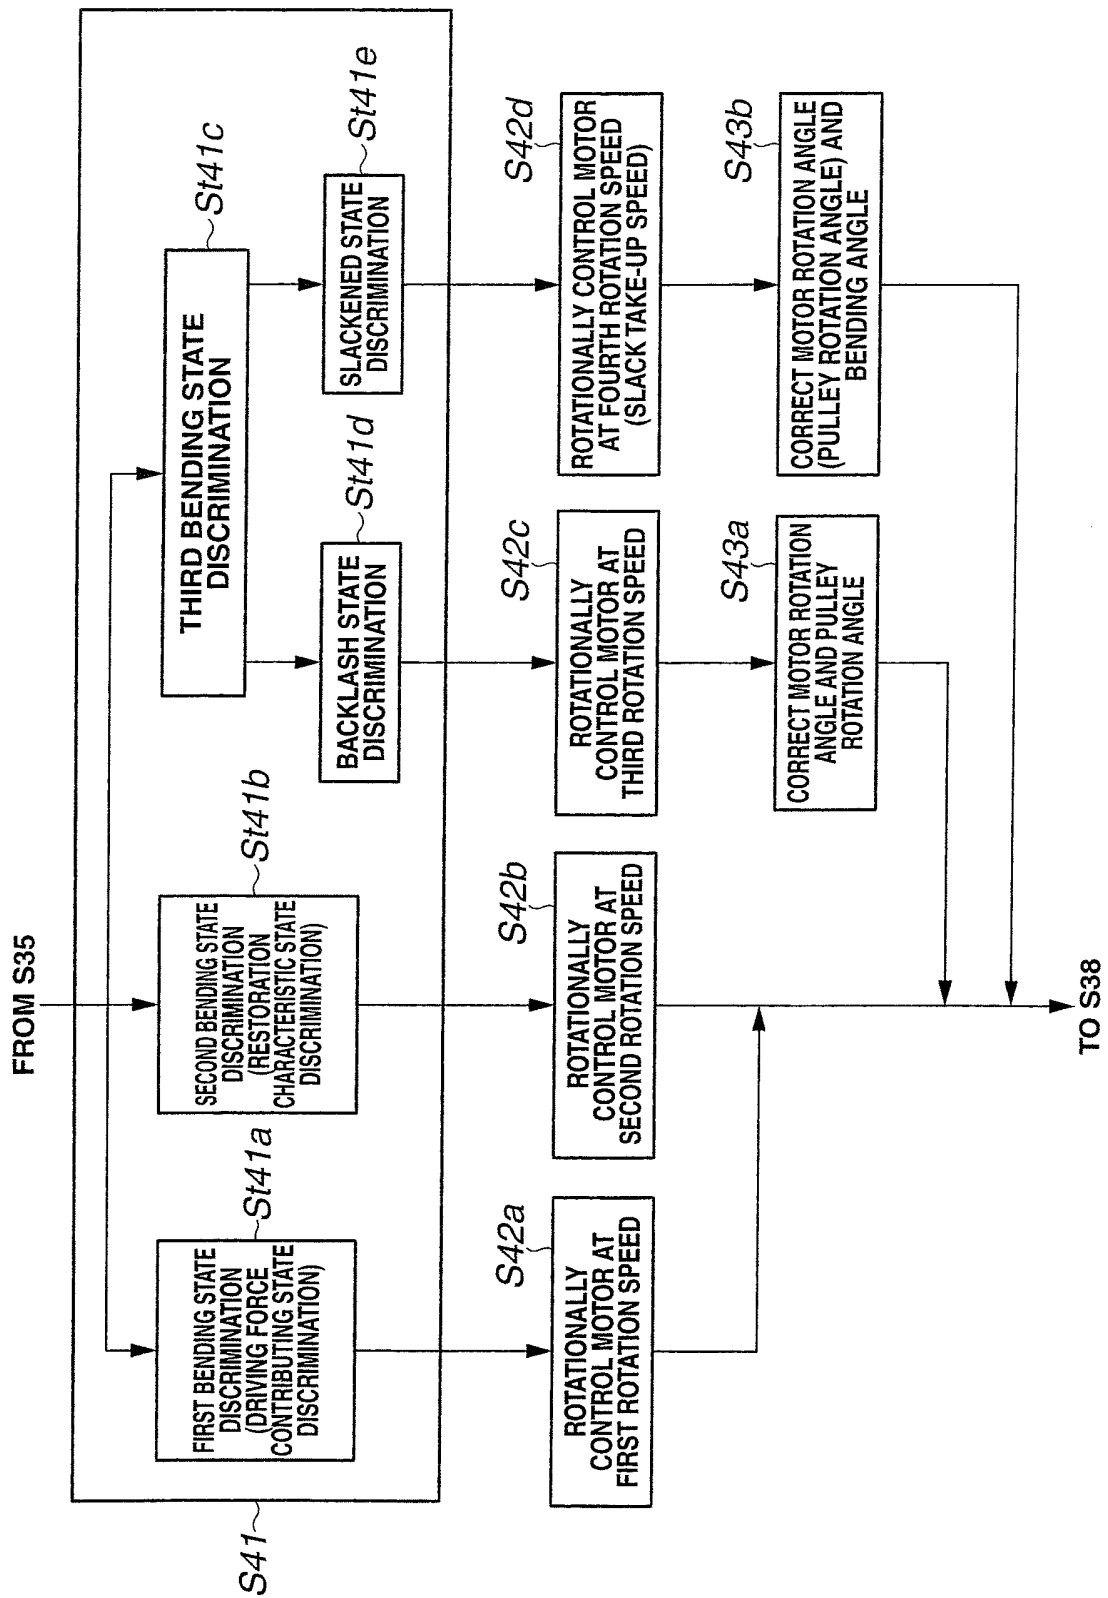 FROM S35
S41
FIRST BENDING STATE
DISCRIMINATION
(DRIVING FORCE
CONTRIBUTING STATE
DISCRIMINATION)
St41a
SECOND BENDING STATE
DISCRIMINATION
(RESTORATION
CHARACTERISTIC STATE
DISCRIMINATION)
St41b
THIRD BENDING STATE
DISCRIMINATION
St41c
BACKLASH STATE
DISCRIMINATION
St41d
SLACKENED STATE
DISCRIMINATION
St41e
ROTATIONALLY
CONTROL MOTOR AT
FIRST ROTATION SPEED
S42a
ROTATIONALLY
CONTROL MOTOR AT
SECOND ROTATION SPEED
S42b
ROTATIONALLY
CONTROL MOTOR AT
THIRD ROTATION SPEED
S42c
ROTATIONALLY CONTROL MOTOR
AT FOURTH ROTATION SPEED
(SLACK TAKE-UP SPEED)
S42d
CORRECT MOTOR ROTATION
ANGLE AND PULLEY
ROTATION ANGLE
S43a
CORRECT MOTOR ROTATION ANGLE
(PULLEY ROTATION ANGLE) AND
BENDING ANGLE
S43b
TO S38